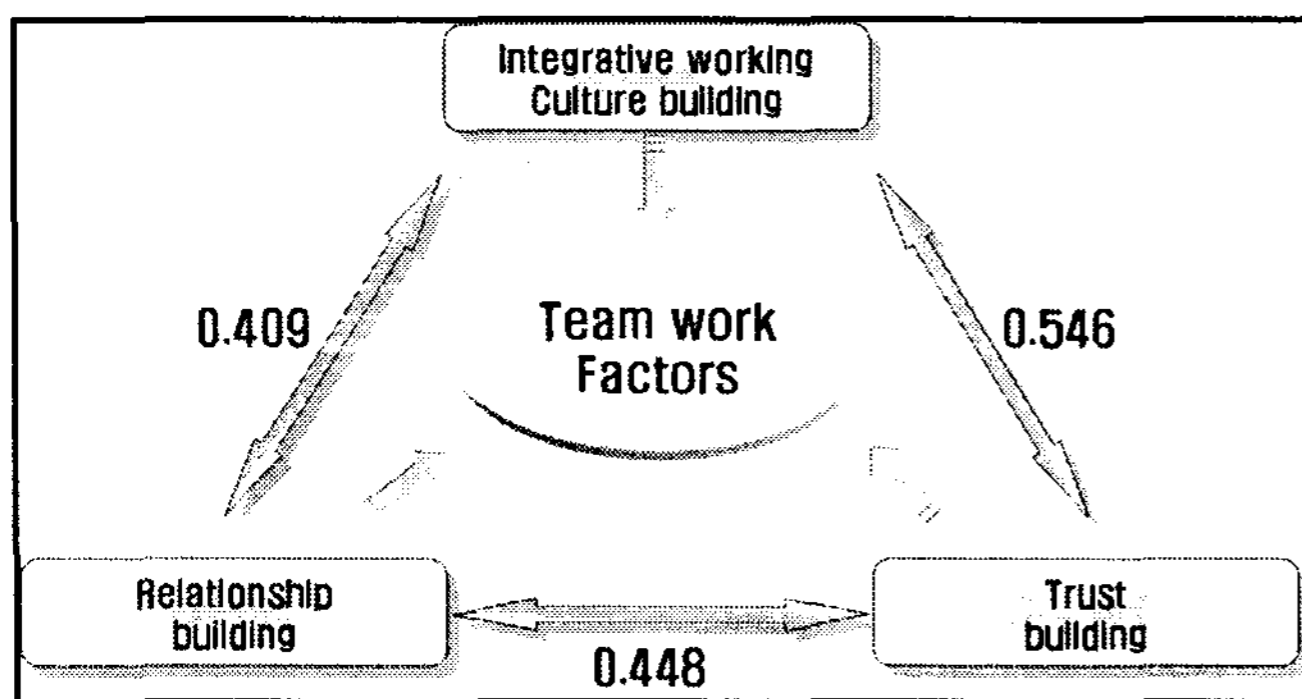 Integrative working
Culture building
0.409
Team work
Factors
0.546
Relationship
building
Trust
building
0.448